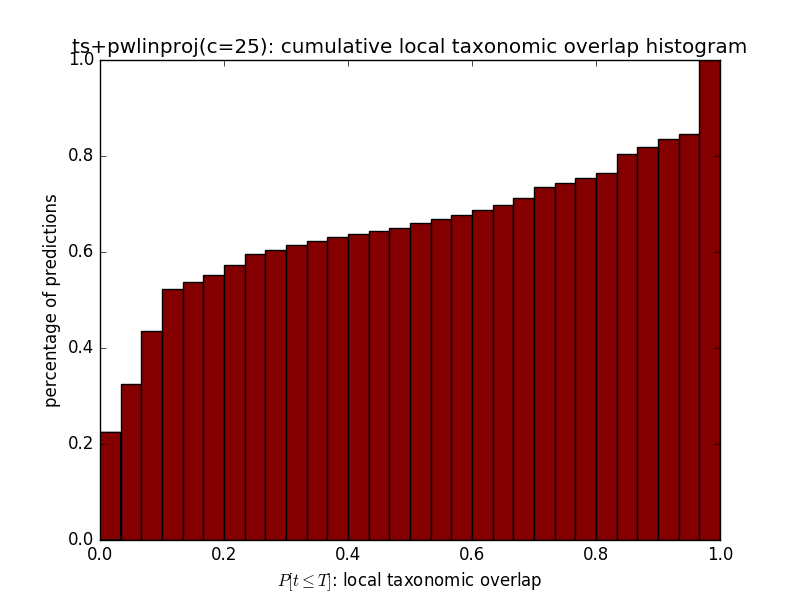 ts+pwlinproj(c=25): cumulative local taxonomic overlap histogram
1.0
0.8
0.6
0.4
0.2
0.0
percentage of predictions
0.0 0.2 0.4 0.6 0.8 1.0
P[t ≤ T]: local taxonomic overlap